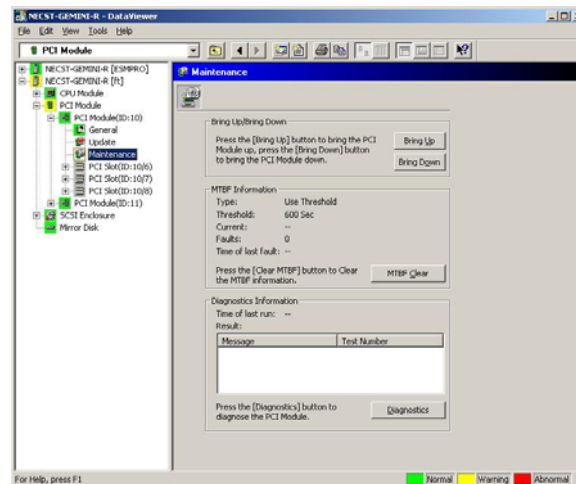 NECST-GEMINI-R - DataViewer
File Edit View Tools Help
PCI Module
NECST-GEMINI-R [ESMPRO]
NECST-GEMINI-R [ft]
CPU Module
PCI Module
PCI Module(ID:10)
General
Update
Maintenance
PCI Slot(ID:10/6)
PCI Slot(ID:10/7)
PCI Slot(ID:10/8)
PCI Module(ID:11)
SCSI Enclosure
Mirror Disk
Maintenance
Bring Up/Bring Down
Press the [Bring Up] button to bring the PCI
Module up, press the [Bring Down] button
to bring the PCI Module down.
Bring Up
Bring Down
MTBF Information
Type: Use Threshold
Threshold: 600 Sec
Current: --
Faults: 0
Time of last fault: --
Press the [Clear MTBF] button to Clear
the MTBF information.
MTBF Clear
Diagnostics Information
Time of last run: --
Result:
Message Test Number
Press the [Diagnostics] button to
diagnose the PCI Module.
Diagnostics
For Help, press F1
Normal Warning Abnormal